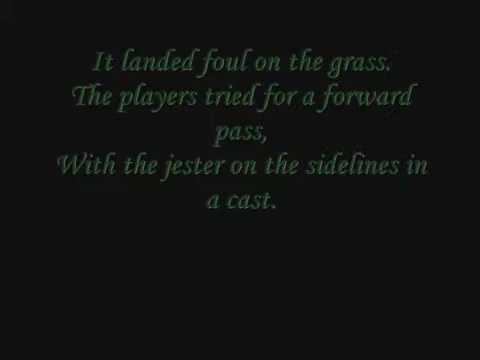 It landed foul on the grass.
The players tried for a forward
pass,
With the jester on the sidelines in
a cast.